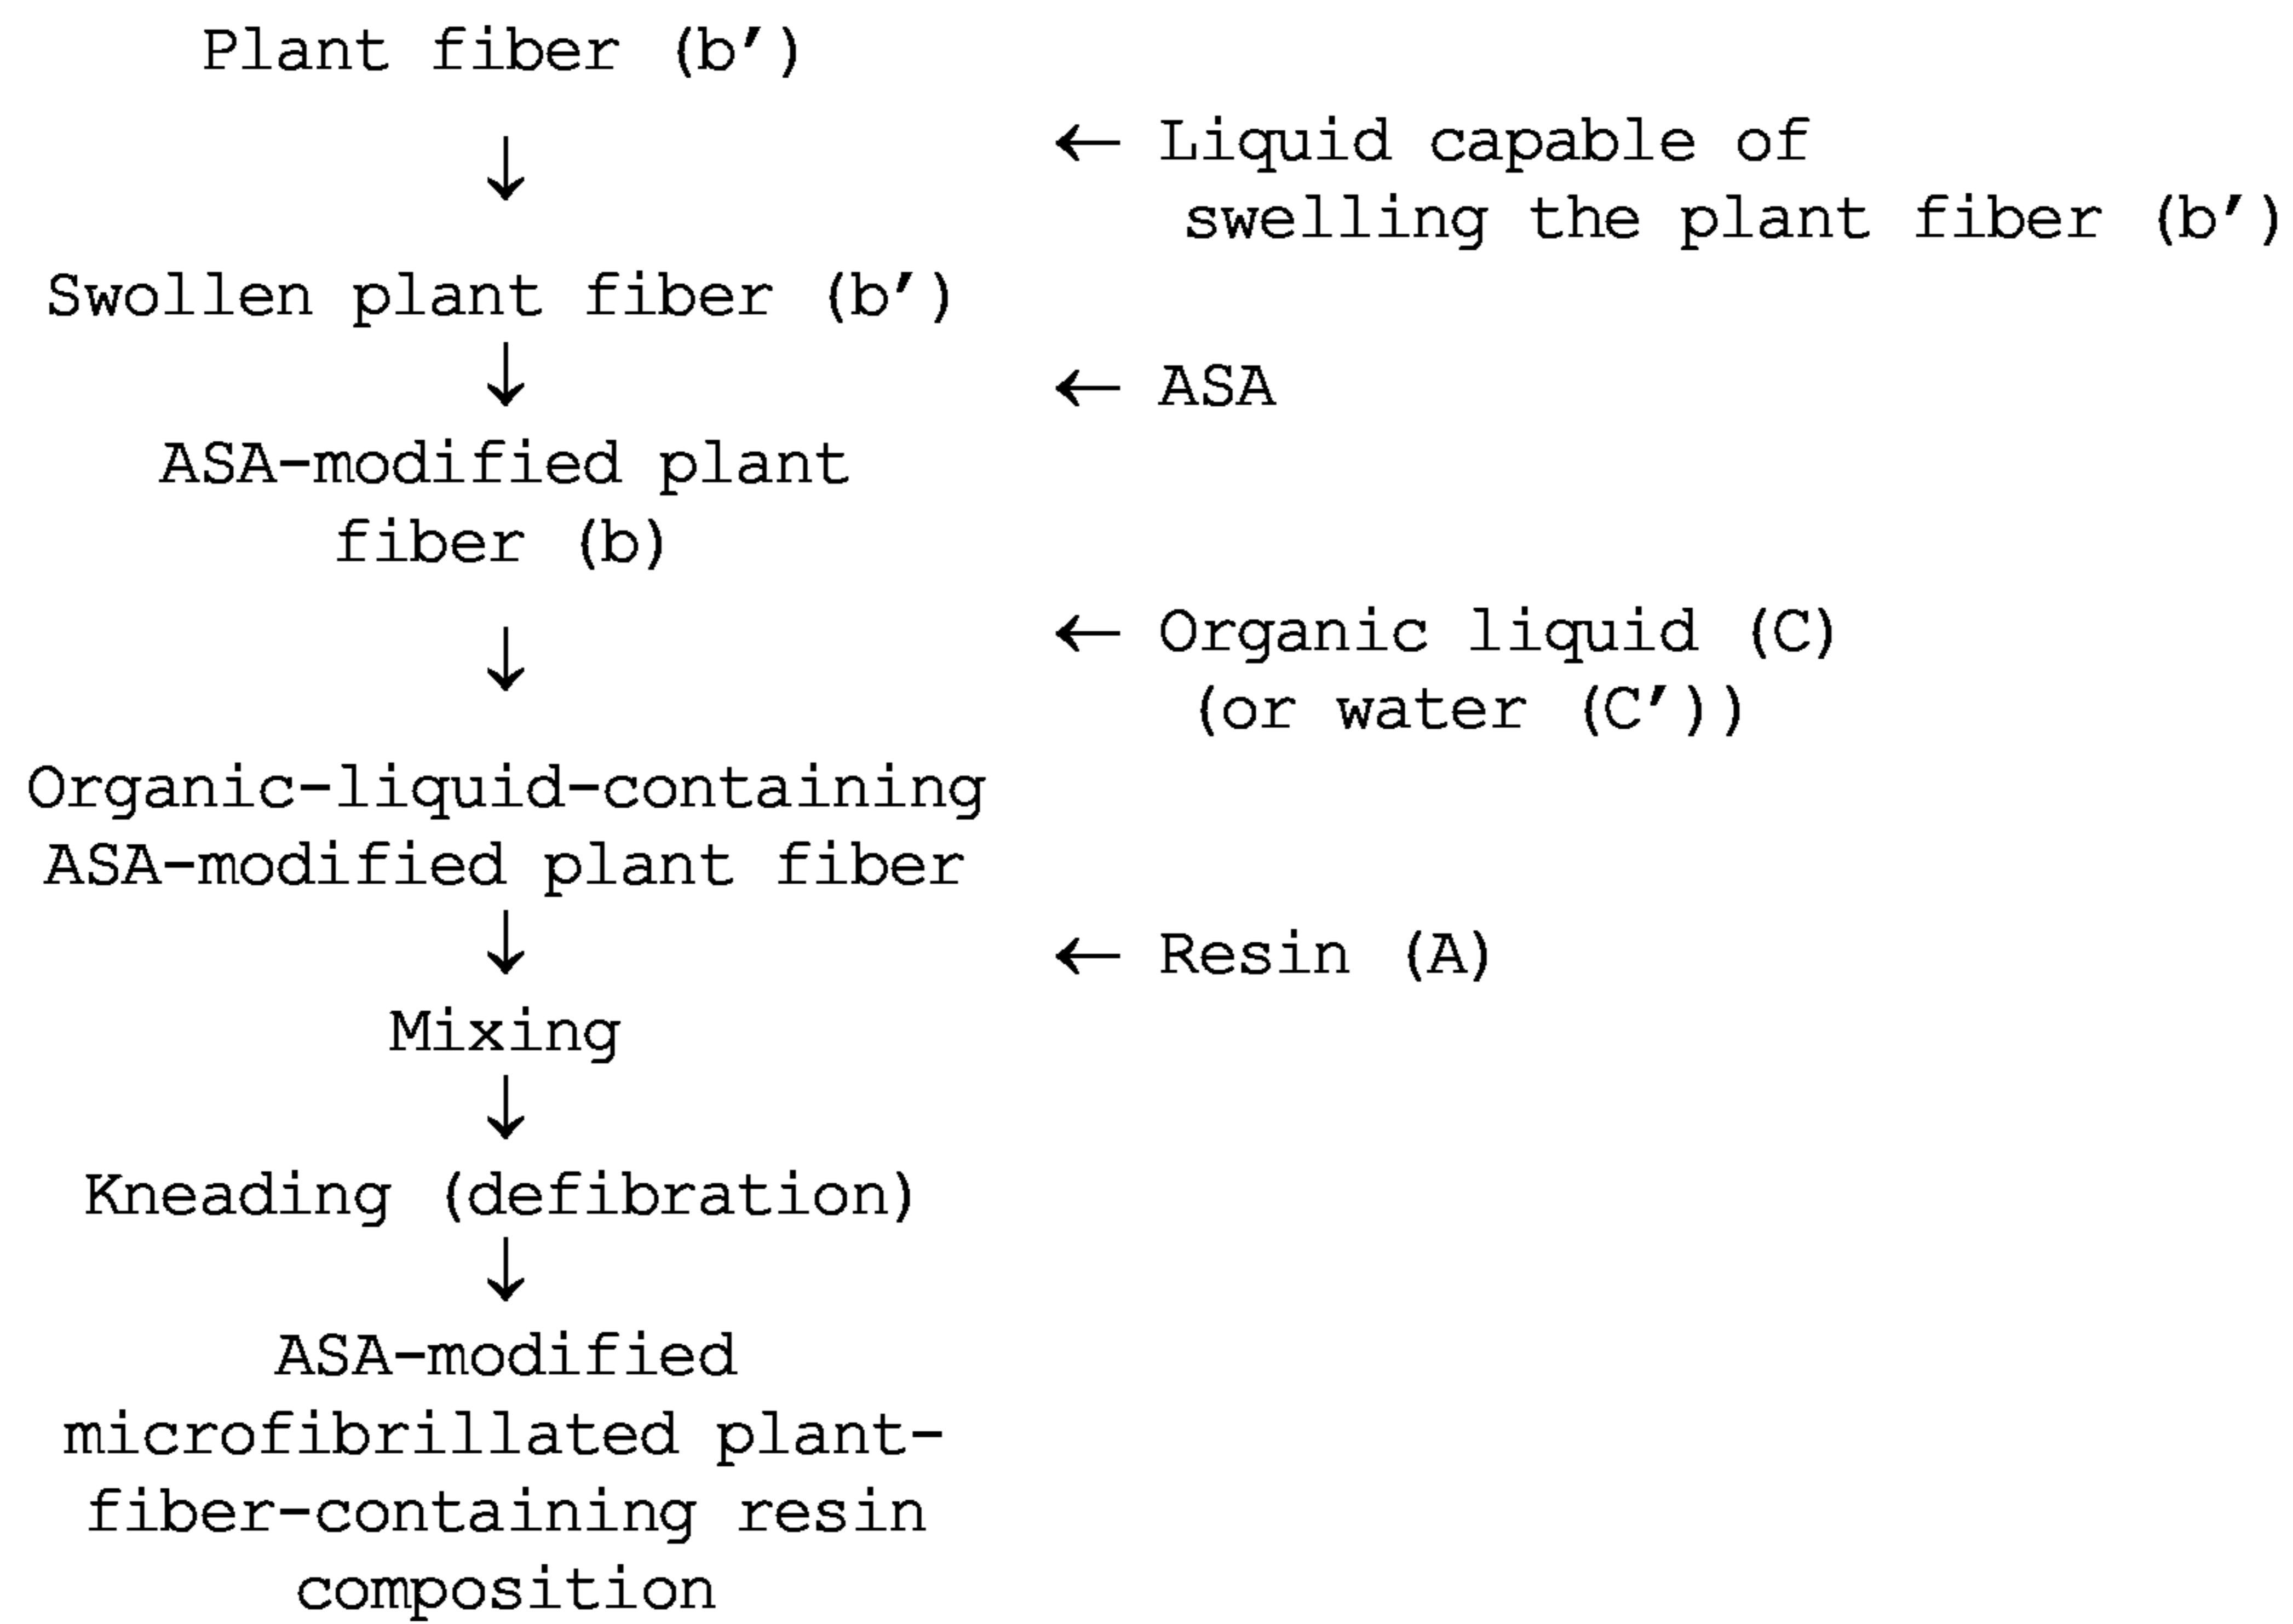 Plant fiber (b′)
↓
← Liquid capable of
swelling the plant fiber (b′)
Swollen plant fiber (b′)
↓
← ASA
ASA−modified plant
fiber (b)
↓
← Organic liquid (C)
(or water (C′))
Organic−liquid−containing
ASA−modified plant fiber
↓
← Resin (A)
Mixing
↓
Kneading (defibration)
↓
ASA−modified
microfibrillated plant−
fiber−containing resin
composition